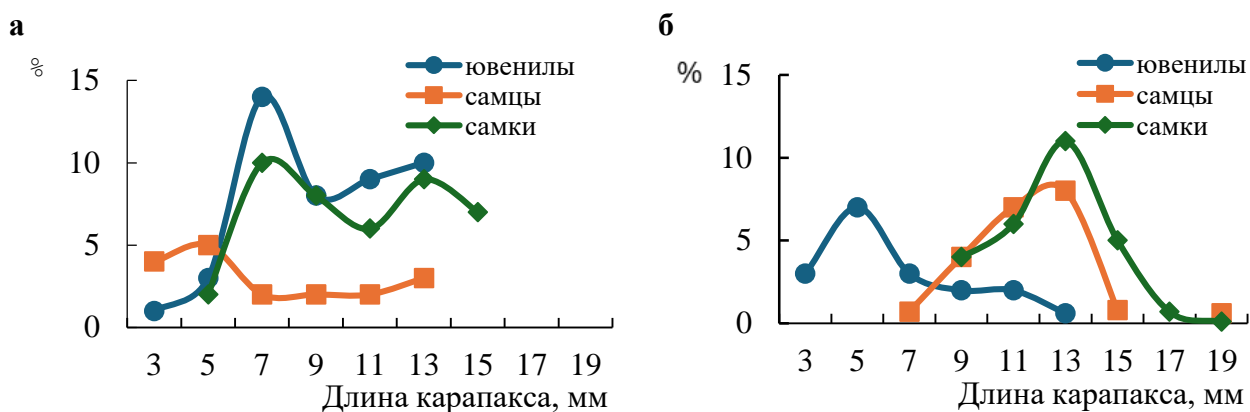 а
%
ювенилы
самцы
самки
15
10
5
0
3 5 7 9 11 13 15 17 19
Длина карапакса, мм
б
%
ювенилы
самцы
самки
15
10
5
0
3 5 7 9 11 13 15 17 19
Длина карапакса, мм